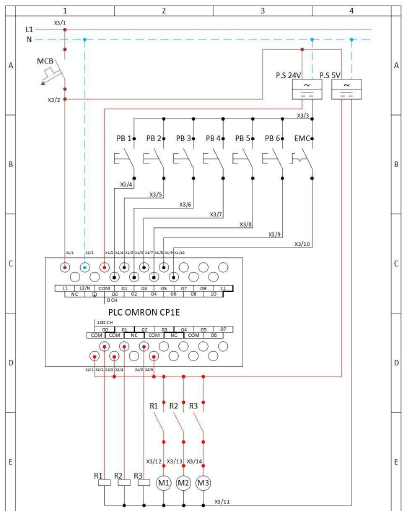 1 2 3 4
X3/1
L1
N
MCB
P.S 24V P.S 5V
A A
X2/2
X3/3
PB 1 PB 2 PB 3 PB 4 PB 5 PB 6 EMC
B B
X3/4
X3/5
X3/6
X3/7
X3/8
X3/9
X3/10
C C
L1 L2/N COM 01 03 05 07 09 11
NC 00 02 04 06 08 10
0 CH
PLC OMRON CP1E
100 CH
00 01 02 03 04 05 07
COM COM NC COM NC COM 06
D D
R1 R2 R3
E E
X3/12 X3/13 X3/14
R1 R2 R3 M1 M2 M3
X3/11